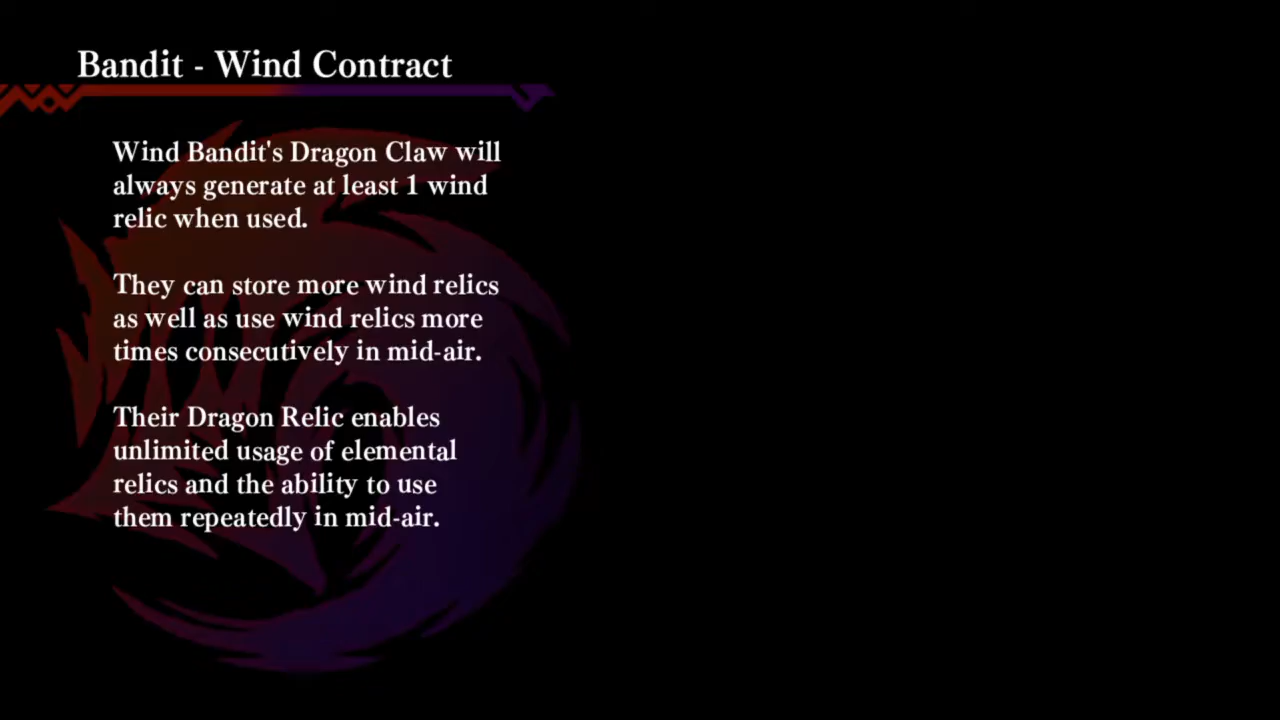 Bandit - Wind Contract
Wind Bandit's Dragon Claw will
always generate at least 1 wind
relic when used.
They can store more wind relics
as well as use wind relics more
times consecutively in mid-air.
Their Dragon Relic enables
unlimited usage of elemental
relics and the ability to use
them repeatedly in mid-air.